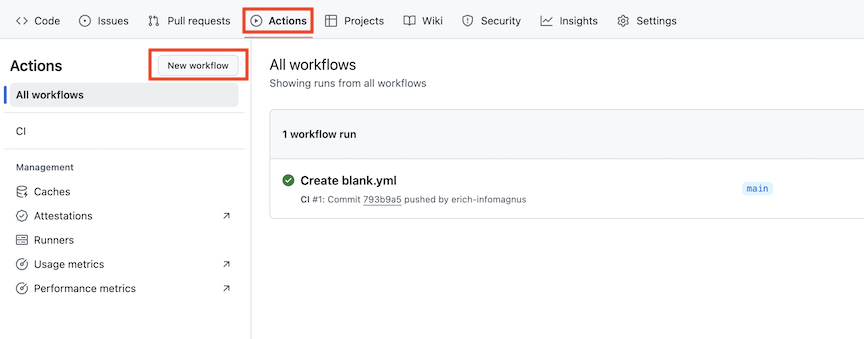 Code Issues Pull requests Actions Projects Wiki Security Insights Settings
Actions
New workflow
All workflows
CI
Management
Caches
Attestations
Runners
Usage metrics
Performance metrics
All workflows
Showing runs from all workflows
1 workflow run
Create blank.yml
CI #1: Commit 793b9a5 pushed by erich-infomagnus
main